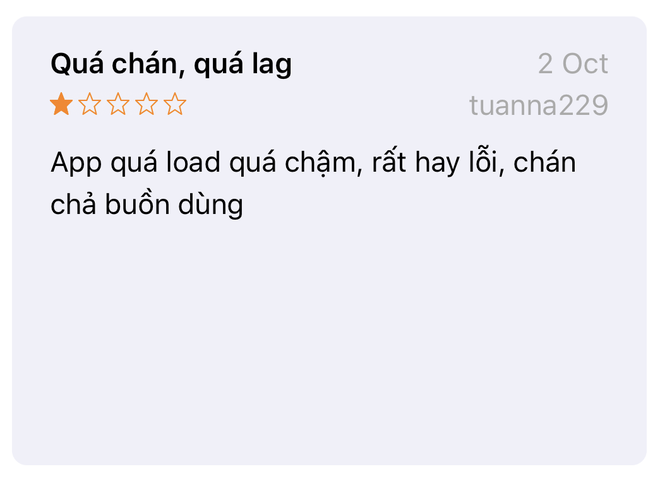 Quá chán, quá lag
2 Oct
tuanna229
App quá load quá chậm, rất hay lỗi, chán
chả buồn dùng